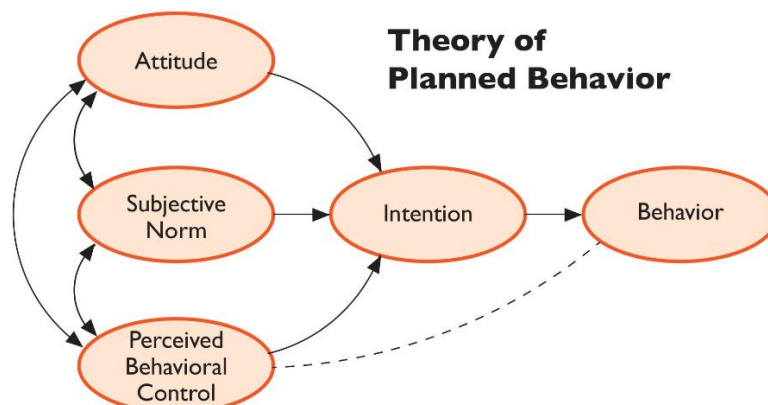 Theory of
Planned Behavior
Attitude
Subjective
Norm
Intention
Behavior
Perceived
Behavioral
Control